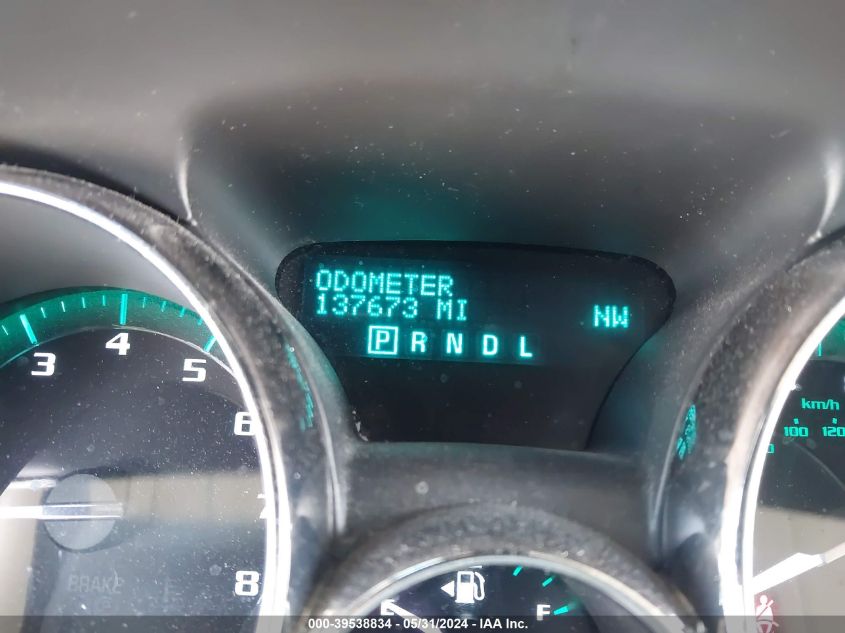 ODOMETER
137673 MI
NW
P R N D L
3 4 5 6 7 8
km/h
100 120
BRAKE
E F
000-39538834 - 05/31/2024 - IAA Inc.